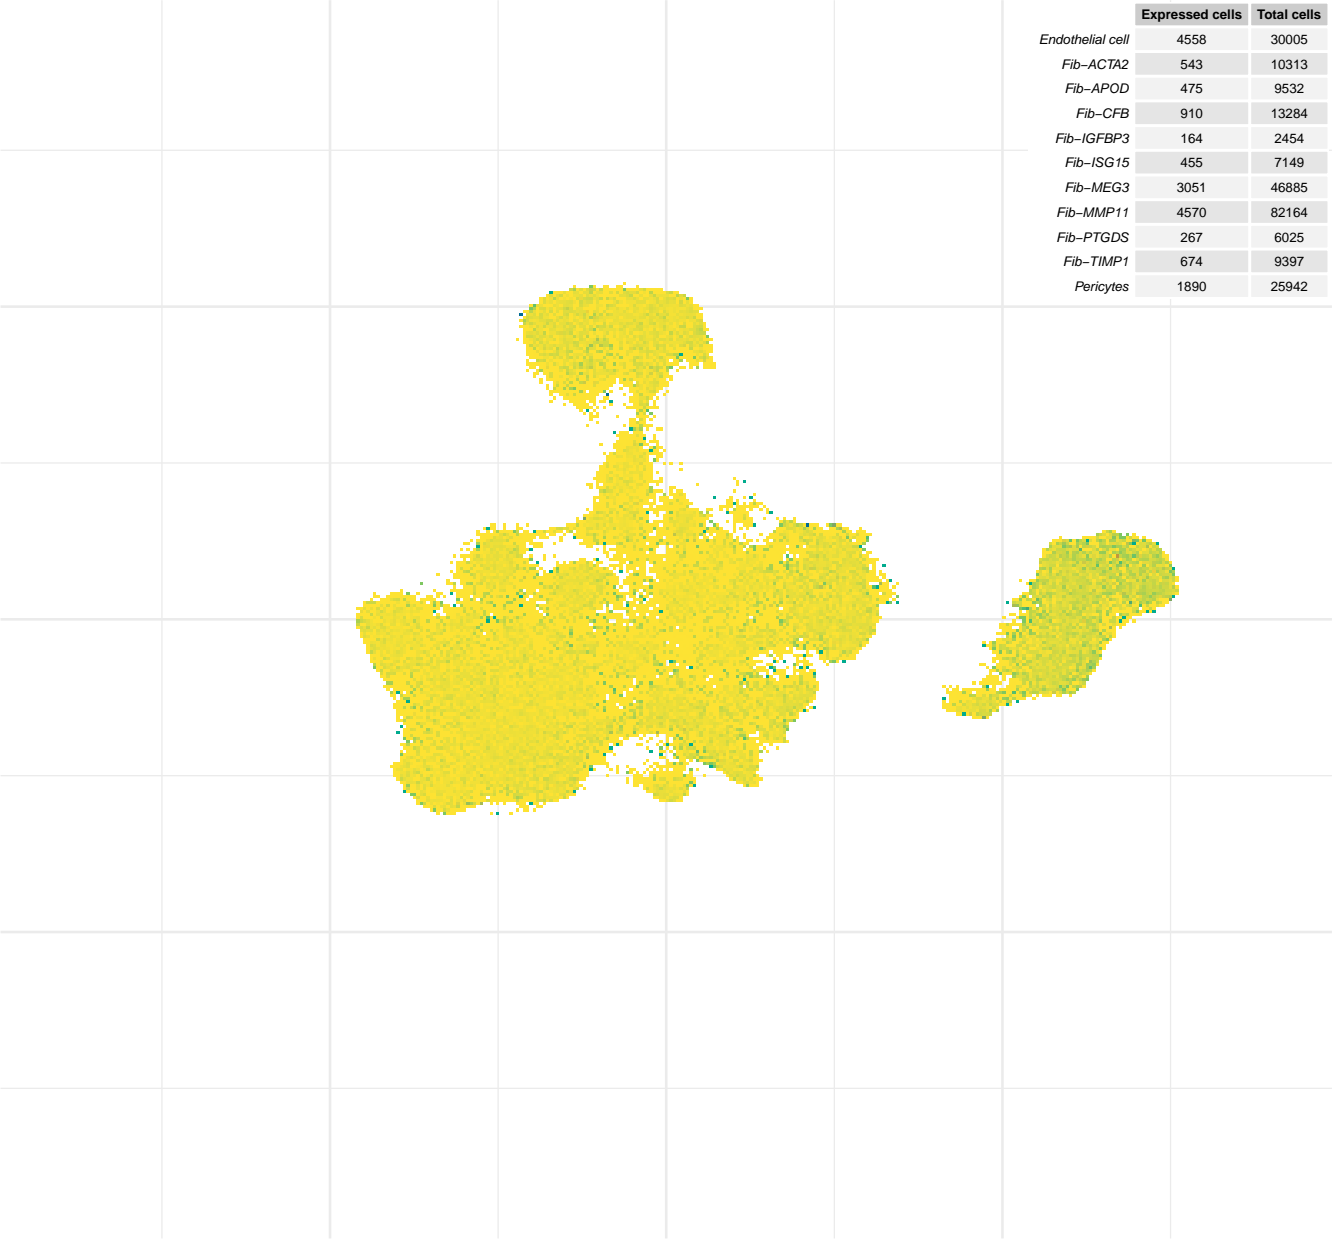 Expressed cells Total cells
Endothelial cell 4558 30005
Fib−ACTA2 543 10313
Fib−APOD 475 9532
Fib−CFB 910 13284
Fib−IGFBP3 164 2454
Fib−ISG15 455 7149
Fib−MEG3 3051 46885
Fib−MMP11 4570 82164
Fib−PTGDS 267 6025
Fib−TIMP1 674 9397
Pericytes 1890 25942